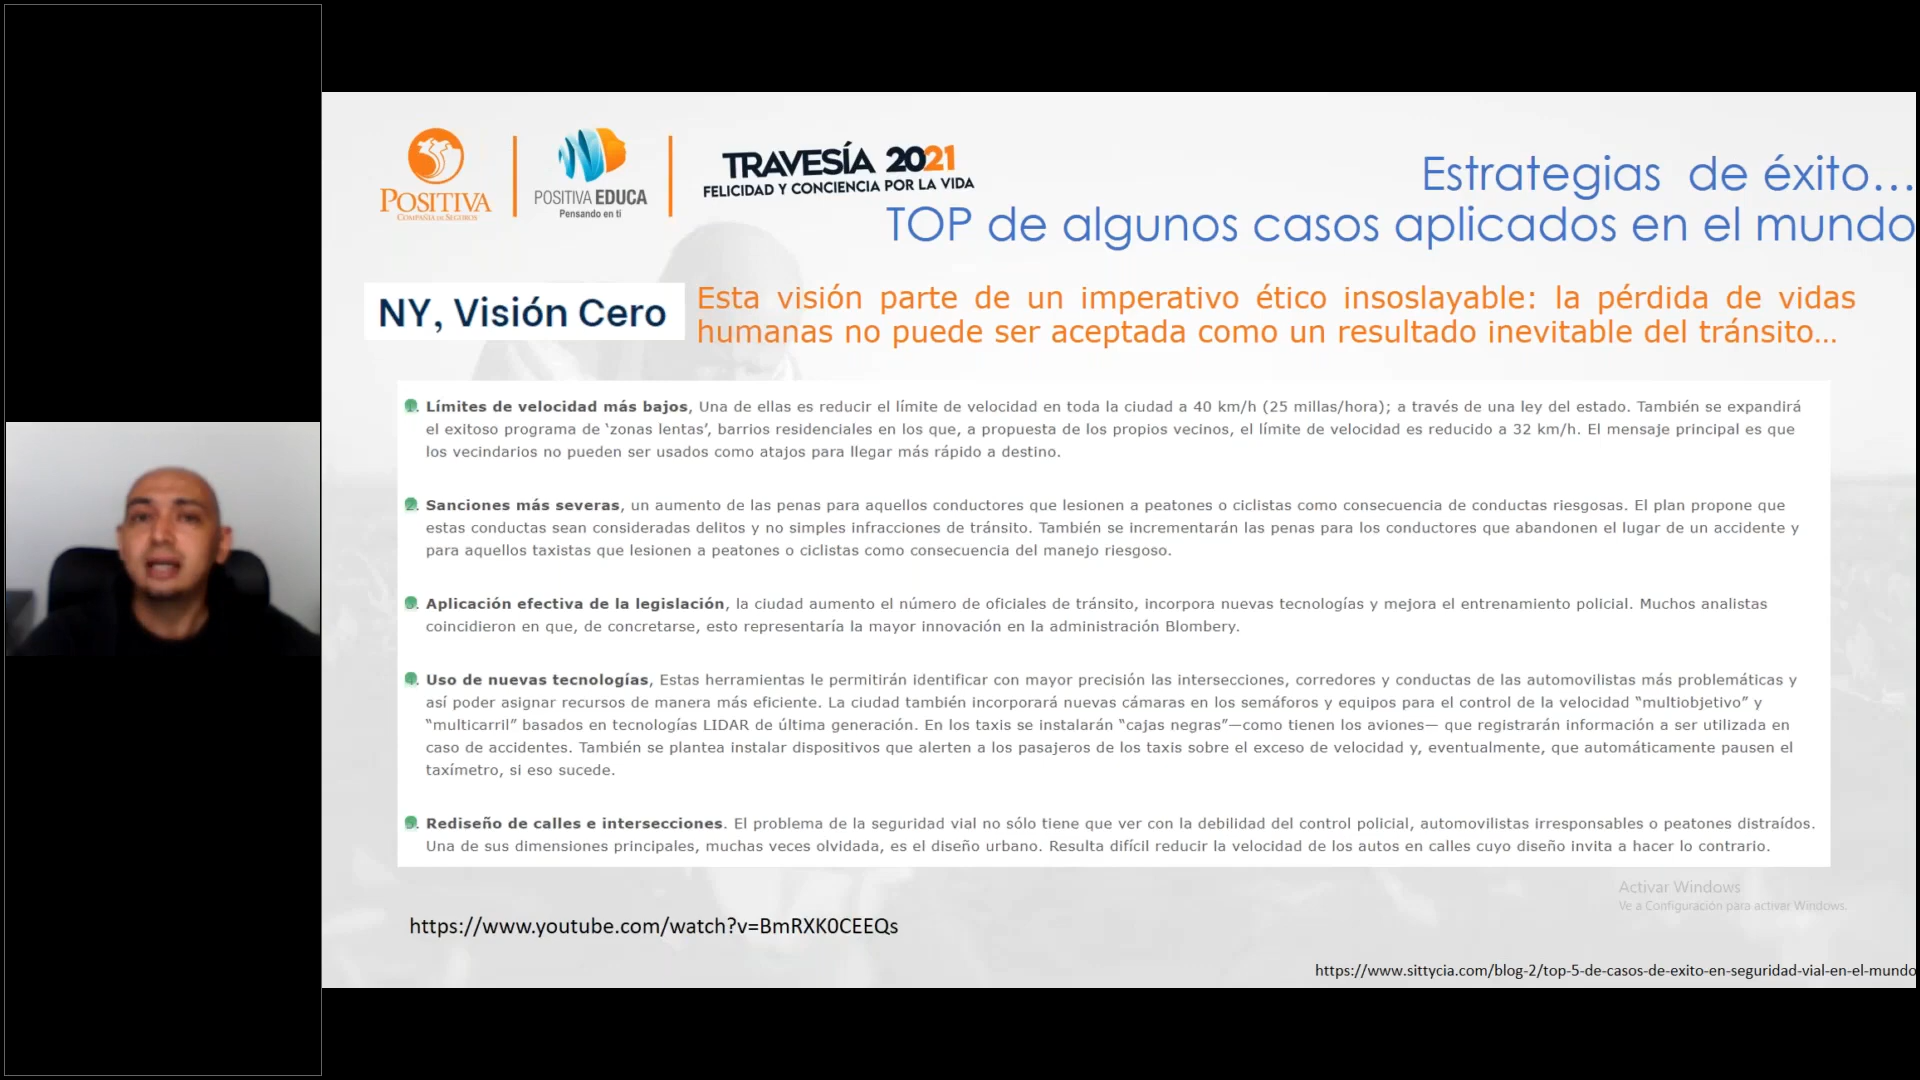 POSITIVA
COMPAÑÍA DE SEGUROS
POSITIVA EDUCA
Pensando en ti
TRAVESÍA 2021
FELICIDAD Y CONCIENCIA POR LA VIDA
Estrategias de éxito...
TOP de algunos casos aplicados en el mundo
NY, Visión Cero
Esta visión parte de un imperativo ético insoslayable: la pérdida de vidas
humanas no puede ser aceptada como un resultado inevitable del tránsito...
1. Límites de velocidad más bajos, Una de ellas es reducir el límite de velocidad en toda la ciudad a 40 km/h (25 millas/hora); a través de una ley del estado. También se expandirá
el exitoso programa de ‘zonas lentas’, barrios residenciales en los que, a propuesta de los propios vecinos, el límite de velocidad es reducido a 32 km/h. El mensaje principal es que
los vecindarios no pueden ser usados como atajos para llegar más rápido a destino.
2. Sanciones más severas, un aumento de las penas para aquellos conductores que lesionen a peatones o ciclistas como consecuencia de conductas riesgosas. El plan propone que
estas conductas sean consideradas delitos y no simples infracciones de tránsito. También se incrementarán las penas para los conductores que abandonen el lugar de un accidente y
para aquellos taxistas que lesionen a peatones o ciclistas como consecuencia del manejo riesgoso.
3. Aplicación efectiva de la legislación, la ciudad aumento el número de oficiales de tránsito, incorpora nuevas tecnologías y mejora el entrenamiento policial. Muchos analistas
coincidieron en que, de concretarse, esto representaría la mayor innovación en la administración Blombery.
4. Uso de nuevas tecnologías, Estas herramientas le permitirán identificar con mayor precisión las intersecciones, corredores y conductas de las automovilistas más problemáticas y
así poder asignar recursos de manera más eficiente. La ciudad también incorporará nuevas cámaras en los semáforos y equipos para el control de la velocidad “multiobjetivo” y
“multicarril” basados en tecnologías LIDAR de última generación. En los taxis se instalarán “cajas negras”—como tienen los aviones— que registrarán información a ser utilizada en
caso de accidentes. También se plantea instalar dispositivos que alerten a los pasajeros de los taxis sobre el exceso de velocidad y, eventualmente, que automáticamente pausen el
taxímetro, si eso sucede.
5. Rediseño de calles e intersecciones. El problema de la seguridad vial no sólo tiene que ver con la debilidad del control policial, automovilistas irresponsables o peatones distraídos.
Una de sus dimensiones principales, muchas veces olvidada, es el diseño urbano. Resulta difícil reducir la velocidad de los autos en calles cuyo diseño invita a hacer lo contrario.
Activar Windows
Ve a Configuración para activar Windows.
https://www.youtube.com/watch?v=BmRXK0CEEQs
https://www.sittycia.com/blog-2/top-5-de-casos-de-exito-en-seguridad-vial-en-el-mundo